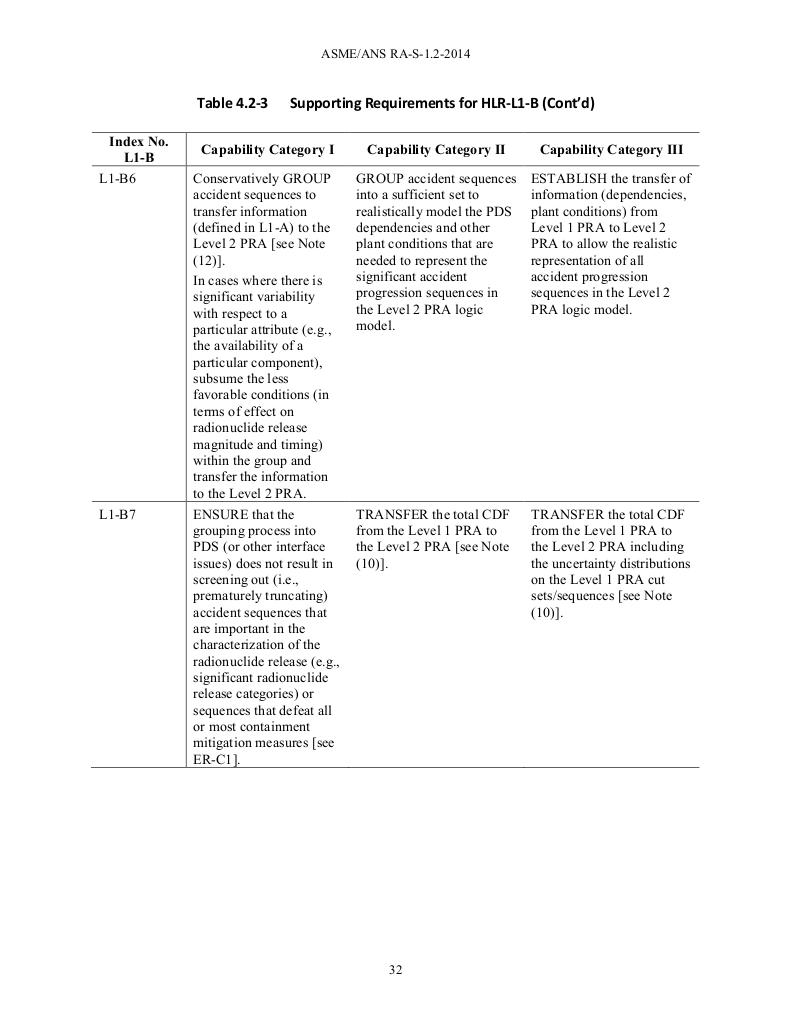 ASME/ANS RA-S-1.2-2014
Table 4.2-3 Supporting Requirements for HLR-L1-B (Cont’d)
Index No.
L1-B
Capability Category I
Capability Category II
Capability Category III
L1-B6
Conservatively GROUP
accident sequences to
transfer information
(defined in L1-A) to the
Level 2 PRA [see Note
(12)].
In cases where there is
significant variability
with respect to a
particular attribute (e.g.,
the availability of a
particular component),
subsume the less
favorable conditions (in
terms of effect on
radionuclide release
magnitude and timing)
within the group and
transfer the information
to the Level 2 PRA.
GROUP accident sequences
into a sufficient set to
realistically model the PDS
dependencies and other
plant conditions that are
needed to represent the
significant accident
progression sequences in
the Level 2 PRA logic
model.
ESTABLISH the transfer of
information (dependencies,
plant conditions) from
Level 1 PRA to Level 2
PRA to allow the realistic
representation of all
accident progression
sequences in the Level 2
PRA logic model.
L1-B7
ENSURE that the
grouping process into
PDS (or other interface
issues) does not result in
screening out (i.e.,
prematurely truncating)
accident sequences that
are important in the
characterization of the
radionuclide release (e.g.,
significant radionuclide
release categories) or
sequences that defeat all
or most containment
mitigation measures [see
ER-C1].
TRANSFER the total CDF
from the Level 1 PRA to
the Level 2 PRA [see Note
(10)].
TRANSFER the total CDF
from the Level 1 PRA to
the Level 2 PRA including
the uncertainty distributions
on the Level 1 PRA cut
sets/sequences [see Note
(10)].
32